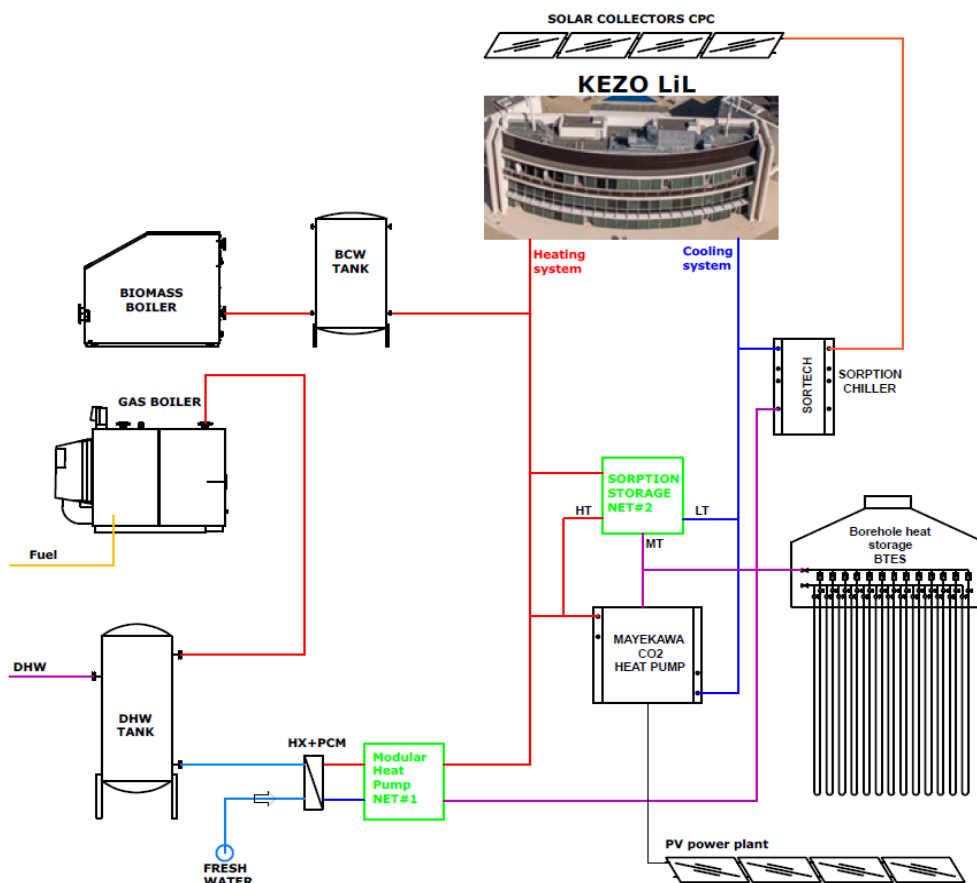 SOLAR COLLECTORS CPC
KEZO LiL
Heating
system
Cooling
system
BCW
TANK
BIOMASS
BOILER
SORTECH
SORPTION
CHILLER
GAS BOILER
SORPTION
STORAGE
NET#2
HT
LT
MT
Fuel
Borehole heat
storage
BTES
MAYEKAWA
CO2
HEAT PUMP
DHW
DHW
TANK
HX+PCM
Modular
Heat
Pump
NET#1
FRESH
WATER
PV power plant